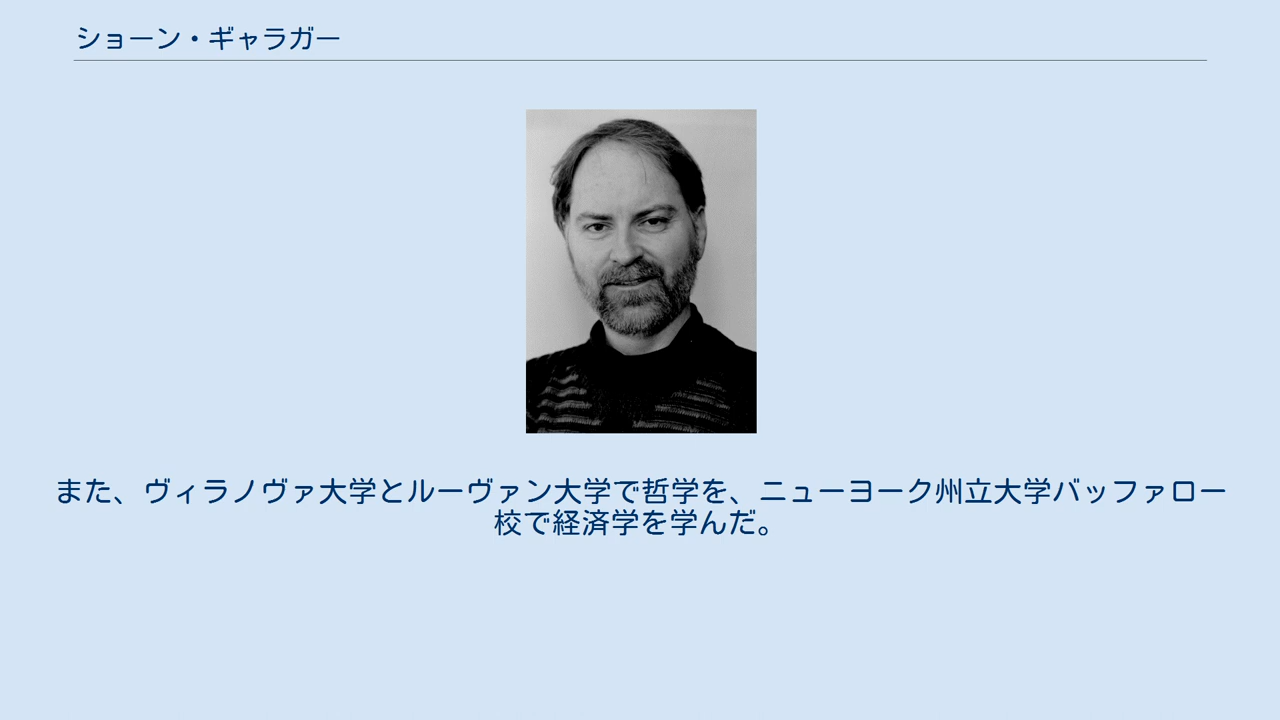 ショーン・ギャラガー
また、ヴィラノヴァ大学とルーヴァン大学で哲学を、ニューヨーク州立大学バッファロー
校で経済学を学んだ。